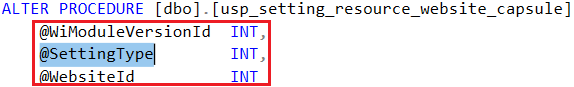 ALTER PROCEDURE [dbo].[usp_setting_resource_website_capsule]
@WiModuleVersionId INT,
@SettingType INT,
@WebsiteId INT